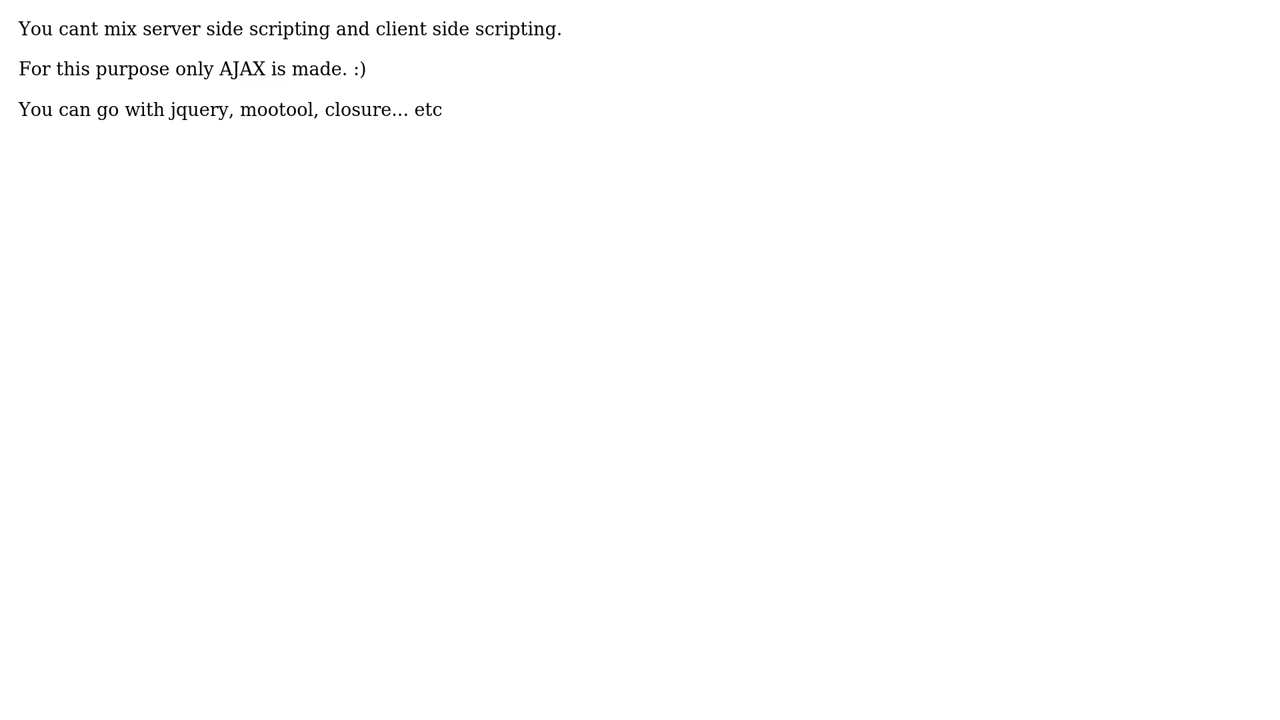 You cant mix server side scripting and client side scripting.
For this purpose only AJAX is made. :)
You can go with jquery, mootool, closure... etc